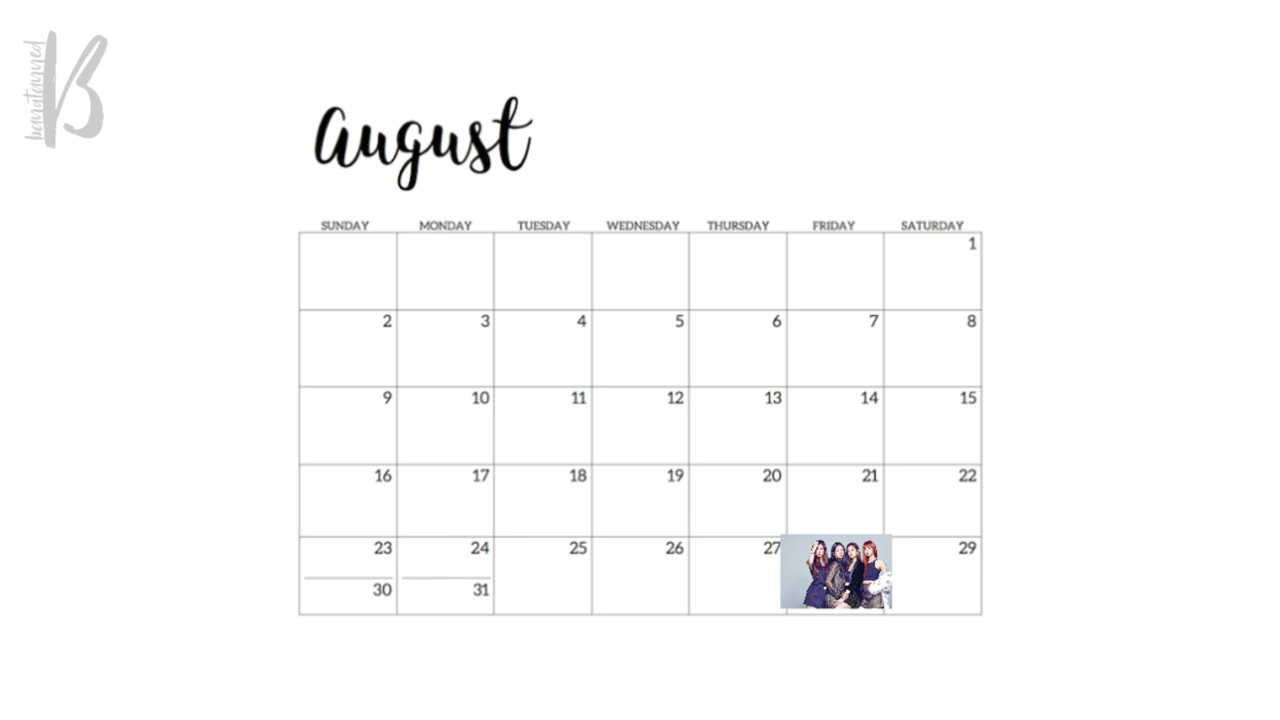 bangtanned
B
August
SUNDAY MONDAY TUESDAY WEDNESDAY THURSDAY FRIDAY SATURDAY
1
2 3 4 5 6 7 8
9 10 11 12 13 14 15
16 17 18 19 20 21 22
23 24 25 26 27 29
30 31